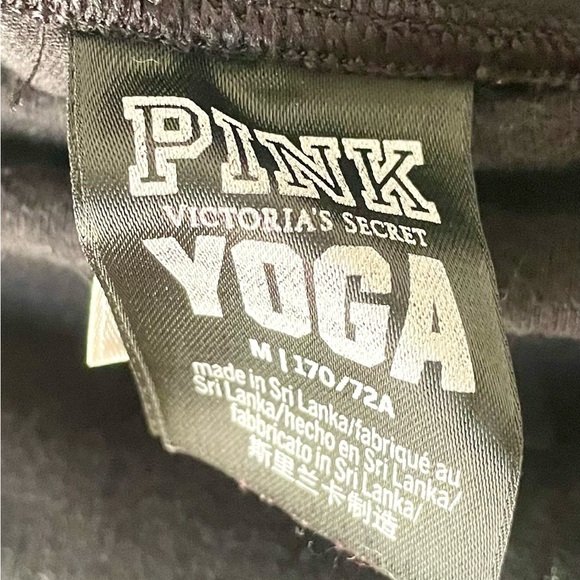 PINK
VICTORIA'S SECRET
YOGA
M | 170/72A
made in Sri Lanka/fabriqué au
Sri Lanka/hecho en Sri Lanka/
fabbricato in Sri Lanka/
斯里兰卡制造